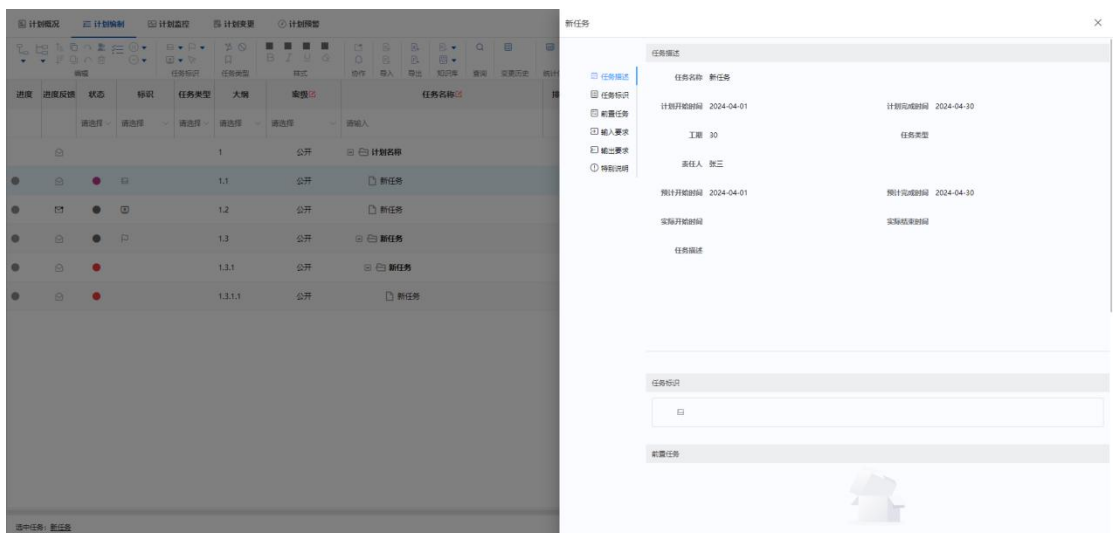 计划概况 计划编制 计划监控 计划变更 计划预警
编辑 任务标识 任务类型 样式 协作 导入 导出 知识库 查询 变更历史
进度 进度反馈 状态 标识 任务类型 大纲 密级 任务名称
请选择 请选择 请选择 请选择 请选择 请输入
1 公开 计划名称
1.1 公开 新任务
1.2 公开 新任务
1.3 公开 新任务
1.3.1 公开 新任务
1.3.1.1 公开 新任务
选中任务: 新任务
新任务
任务描述
任务标识
前置任务
输入要求
输出要求
特别说明
任务描述
任务名称 新任务
计划开始时间 2024-04-01 计划完成时间 2024-04-30
工期 30 任务类型
责任人 张三
预计开始时间 2024-04-01 预计完成时间 2024-04-30
实际开始时间 实际结束时间
任务描述
任务标识
前置任务